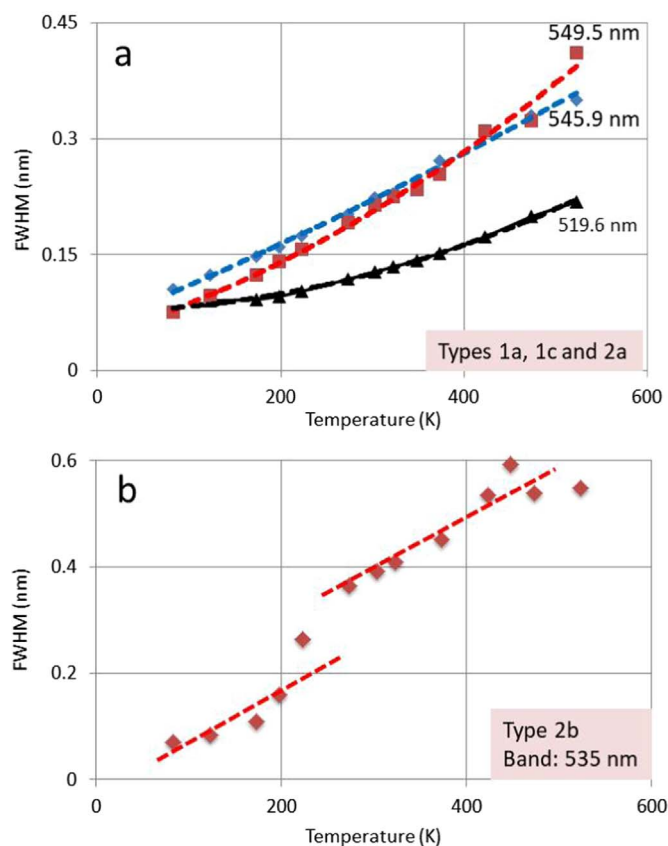 0.45
a
549.5 nm
0.3
545.9 nm
FWHM (nm)
0.15
519.6 nm
Types 1a, 1c and 2a
0
0 200 400 600
Temperature (K)
0.6
b
0.4
FWHM (nm)
0.2
Type 2b
Band: 535 nm
0
0 200 400 600
Temperature (K)